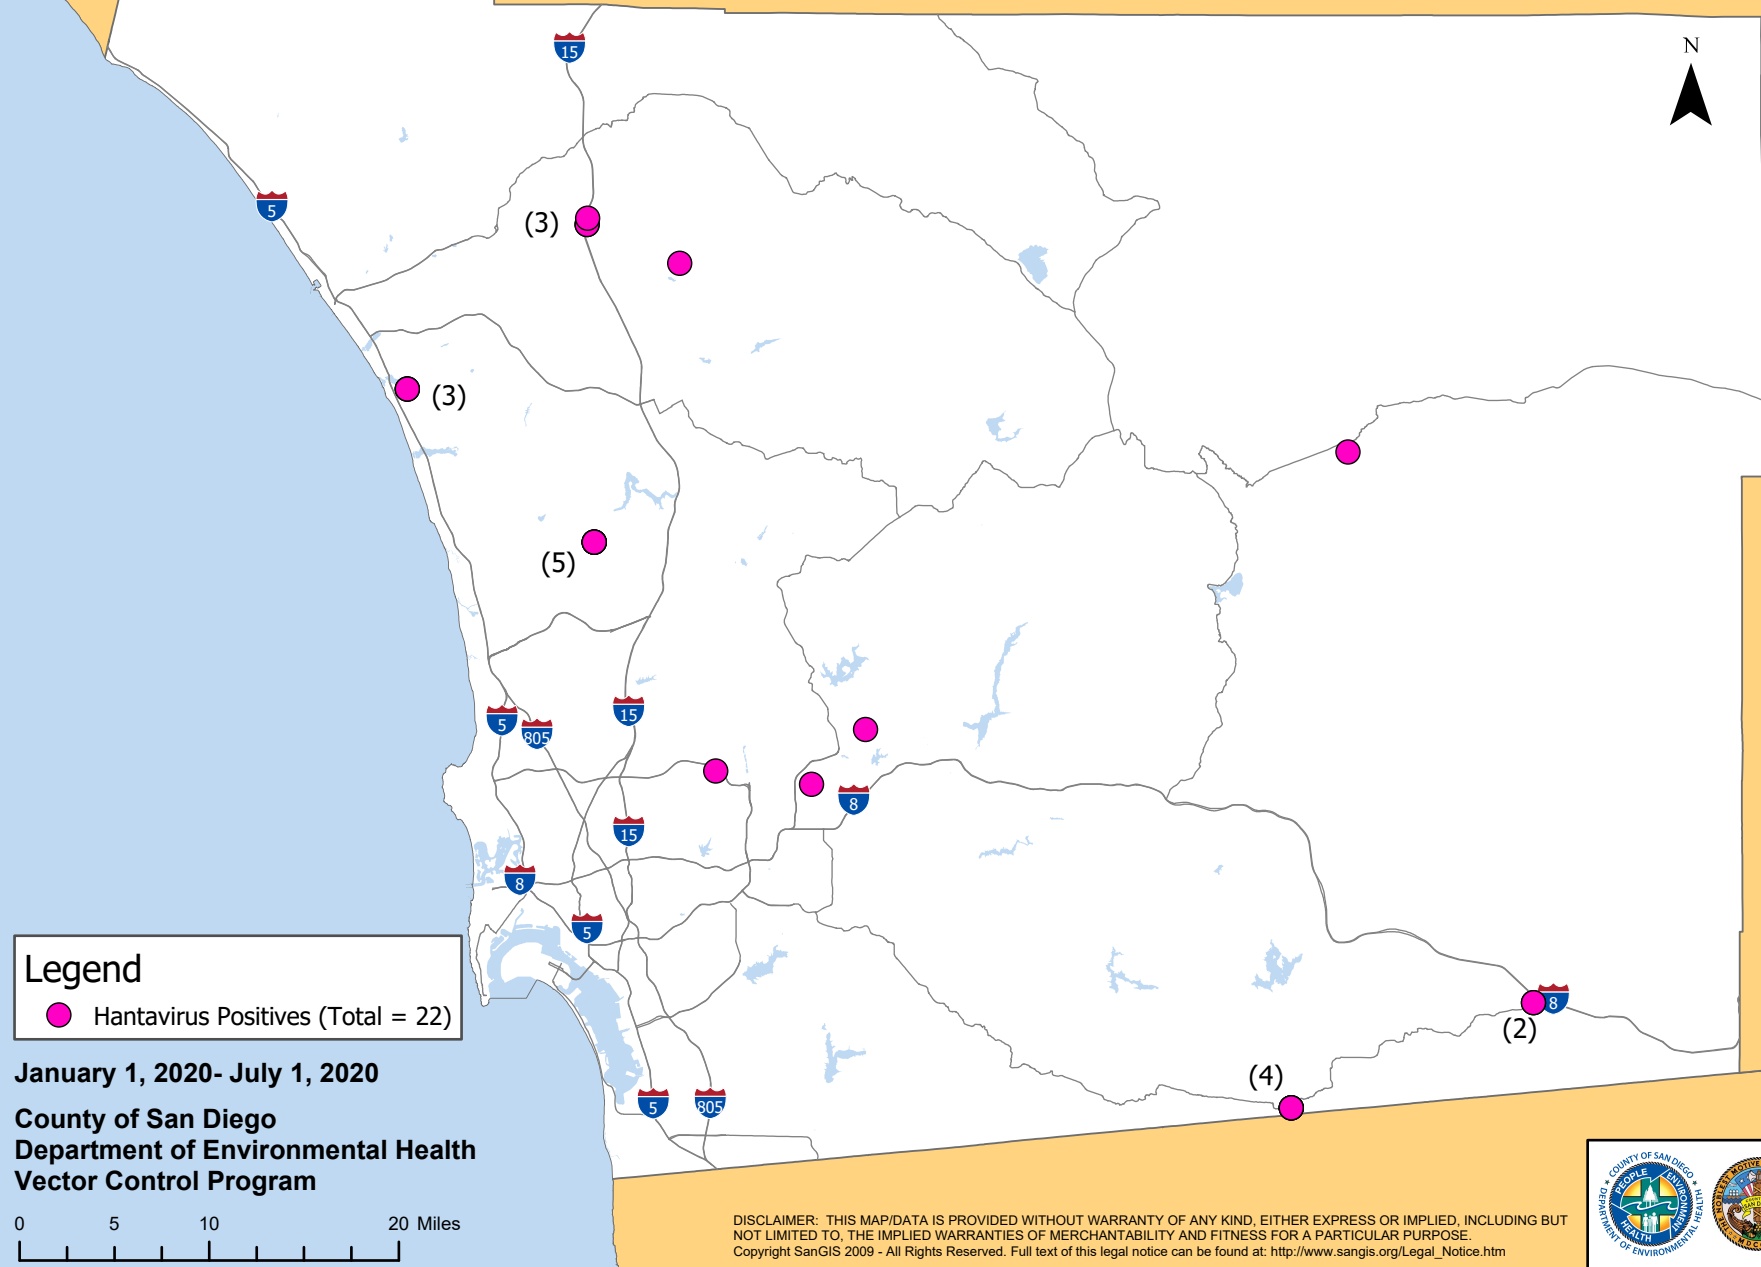 N
15
5
(3)
(3)
(5)
5
805
15
8
15
8
5
8
(2)
(4)
5
805
Legend
Hantavirus Positives (Total = 22)
January 1, 2020- July 1, 2020
County of San Diego
Department of Environmental Health
Vector Control Program
0 5 10 20 Miles
DISCLAIMER: THIS MAP/DATA IS PROVIDED WITHOUT WARRANTY OF ANY KIND, EITHER EXPRESS OR IMPLIED, INCLUDING BUT
NOT LIMITED TO, THE IMPLIED WARRANTIES OF MERCHANTABILITY AND FITNESS FOR A PARTICULAR PURPOSE.
Copyright SanGIS 2009 - All Rights Reserved. Full text of this legal notice can be found at: http://www.sangis.org/Legal_Notice.htm
COUNTY OF SAN DIEGO
DEPARTMENT OF ENVIRONMENTAL HEALTH
PEOPLE
ENVIRONMENT
HEALTH
THE NOBLEST MOTIVE